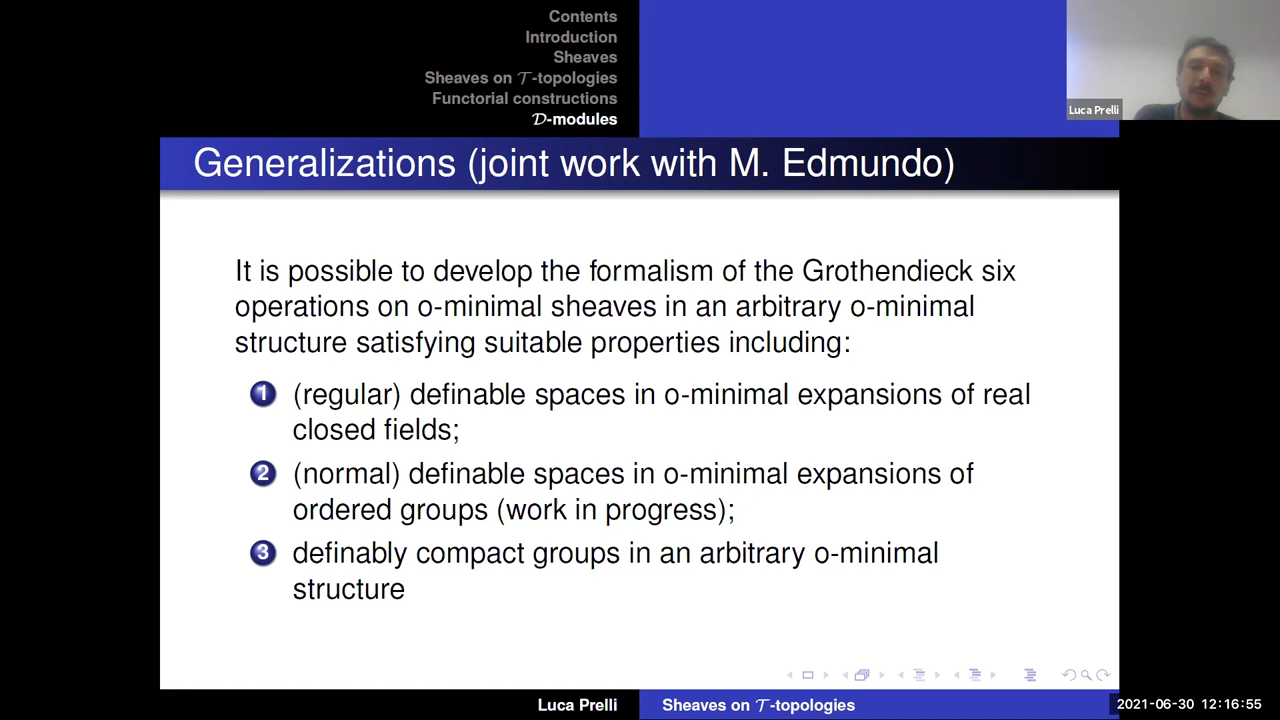 Contents
Introduction
Sheaves
Sheaves on 𝒯-topologies
Functorial constructions
𝒟-modules
Luca Prelli
Generalizations (joint work with M. Edmundo)
It is possible to develop the formalism of the Grothendieck six
operations on o-minimal sheaves in an arbitrary o-minimal
structure satisfying suitable properties including:
1 (regular) definable spaces in o-minimal expansions of real
closed fields;
2 (normal) definable spaces in o-minimal expansions of
ordered groups (work in progress);
3 definably compact groups in an arbitrary o-minimal
structure
Luca Prelli
Sheaves on 𝒯-topologies
2021-06-30 12:16:55